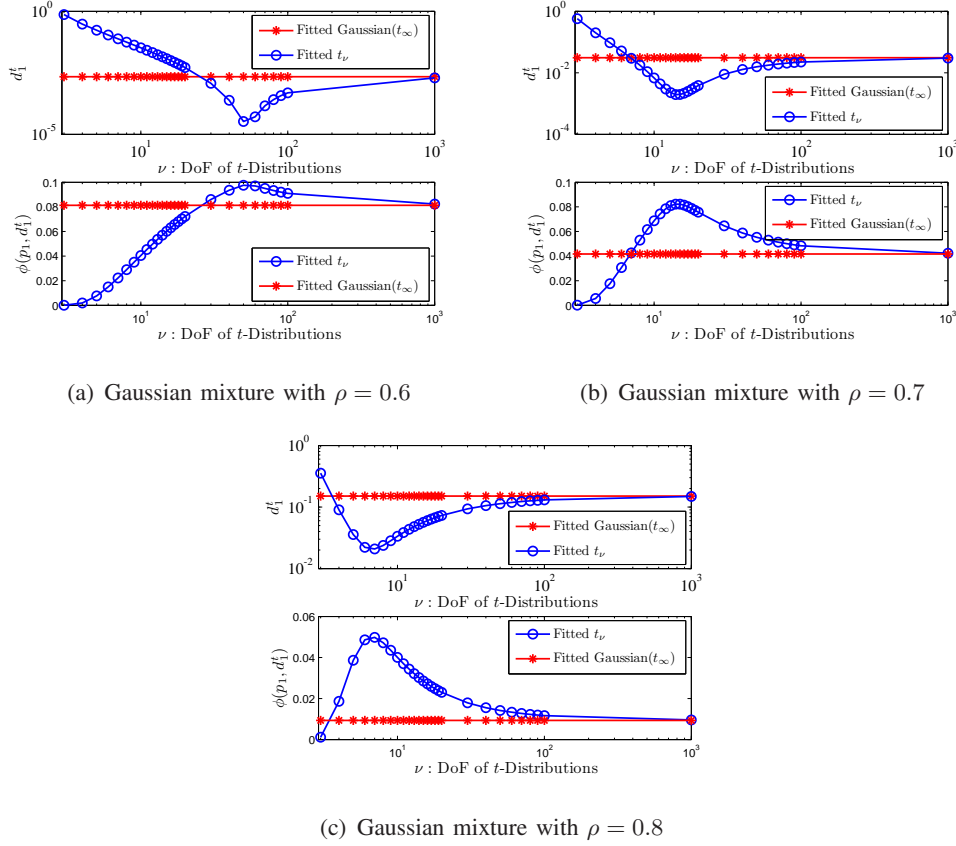 10^0
d_1^t
10^-5
Fitted Gaussian(t_∞)
Fitted t_ν
10^1
10^2
10^3
ν : DoF of t-Distributions
0.1
0.08
0.06
0.04
0.02
0
φ(p_1, d_1^t)
Fitted t_ν
Fitted Gaussian(t_∞)
10^1
10^2
10^3
ν : DoF of t-Distributions
(a) Gaussian mixture with ρ = 0.6
10^0
10^-2
10^-4
d_1^t
Fitted Gaussian(t_∞)
Fitted t_ν
10^1
10^2
10^3
ν : DoF of t-Distributions
0.1
0.08
0.06
0.04
0.02
0
φ(p_1, d_1^t)
Fitted t_ν
Fitted Gaussian(t_∞)
10^1
10^2
10^3
ν : DoF of t-Distributions
(b) Gaussian mixture with ρ = 0.7
10^0
10^-1
10^-2
d_1^t
Fitted Gaussian(t_∞)
Fitted t_ν
10^1
10^2
10^3
ν : DoF of t-Distributions
0.06
0.04
0.02
0
φ(p_1, d_1^t)
Fitted t_ν
Fitted Gaussian(t_∞)
10^1
10^2
10^3
ν : DoF of t-Distributions
(c) Gaussian mixture with ρ = 0.8